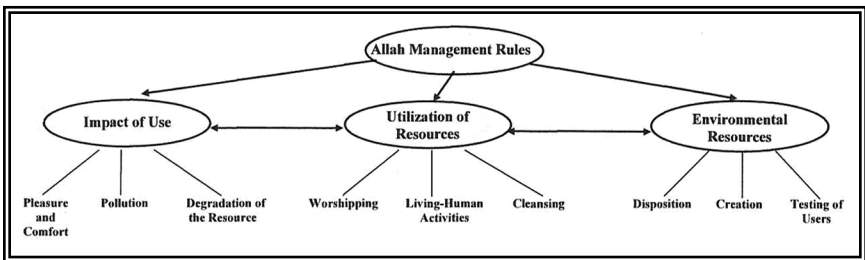 Allah Management Rules
Impact of Use
Utilization of
Resources
Environmental
Resources
Pleasure
and
Comfort
Pollution
Degradation of
the Resource
Worshipping
Living-Human
Activities
Cleansing
Disposition
Creation
Testing of
Users